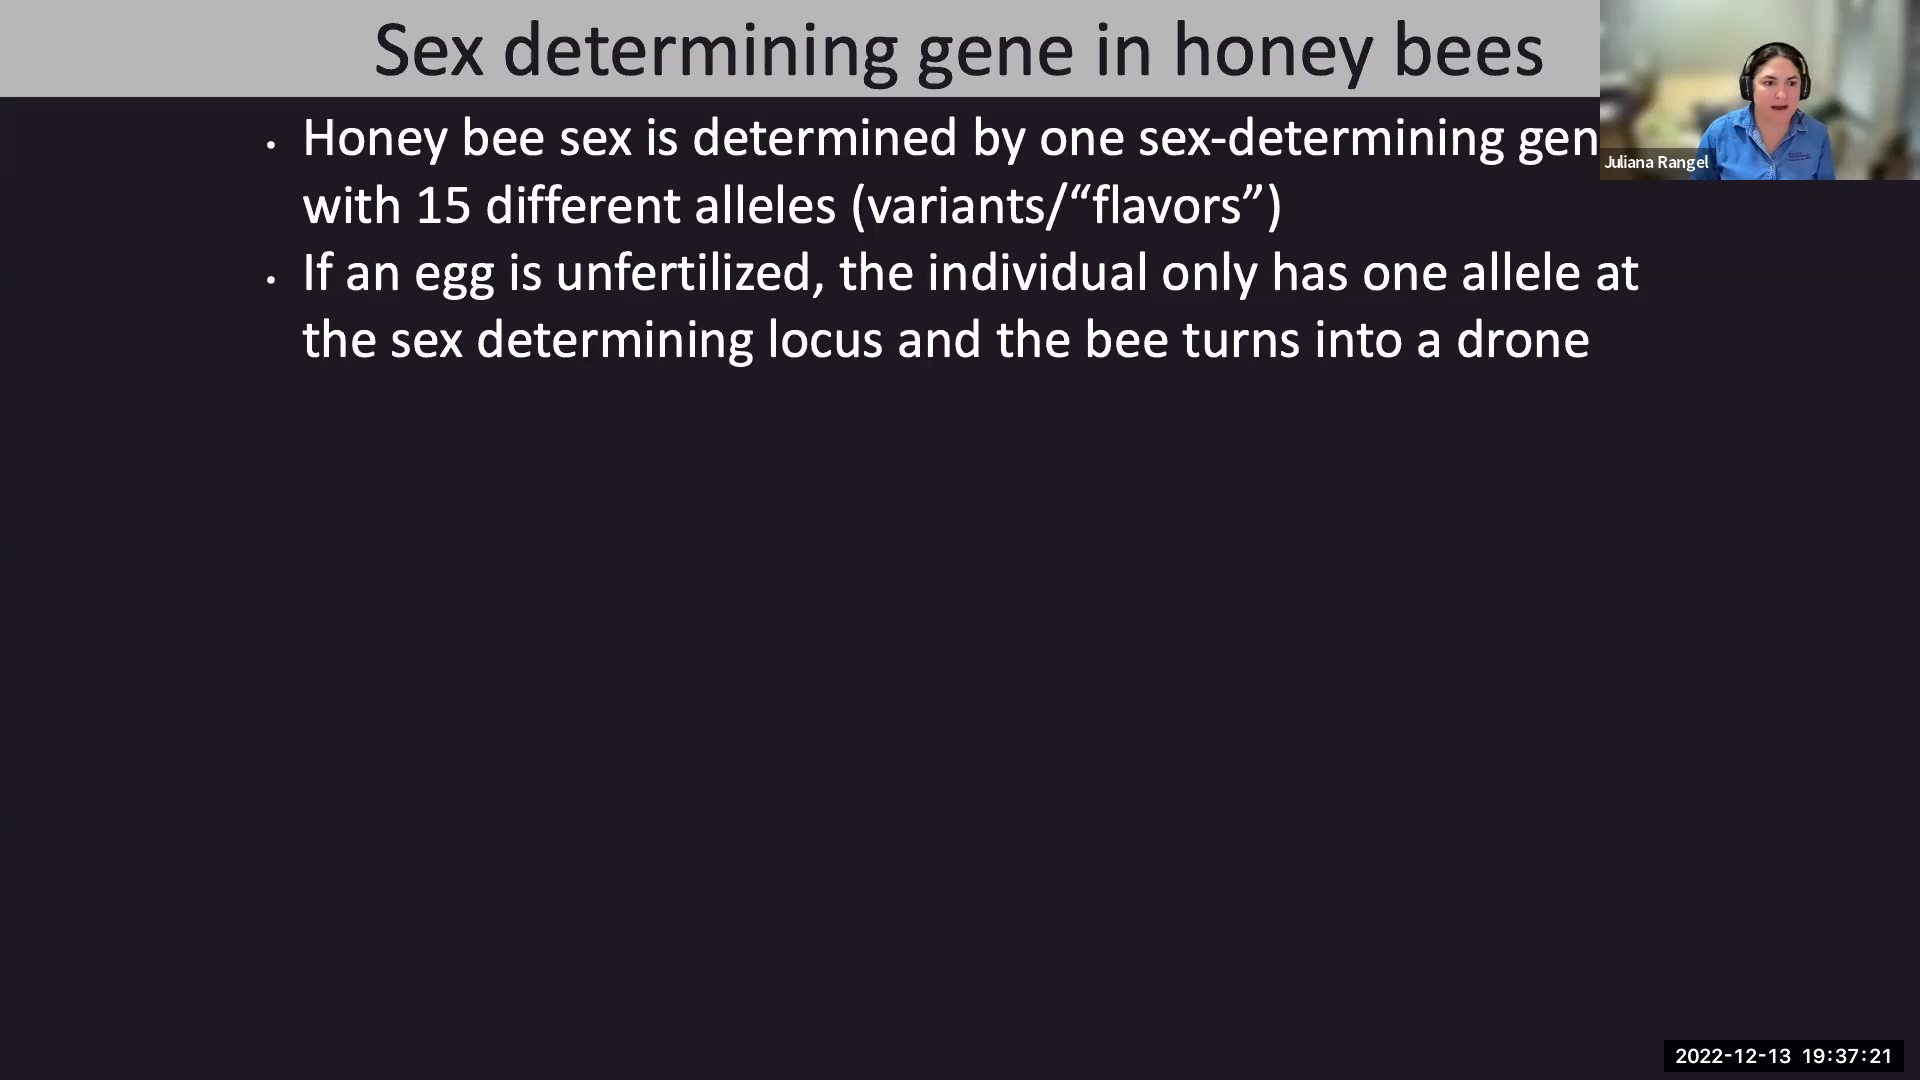 Sex determining gene in honey bees
• Honey bee sex is determined by one sex-determining gen
with 15 different alleles (variants/“flavors”)
• If an egg is unfertilized, the individual only has one allele at
the sex determining locus and the bee turns into a drone
Juliana Rangel
2022-12-13 19:37:21